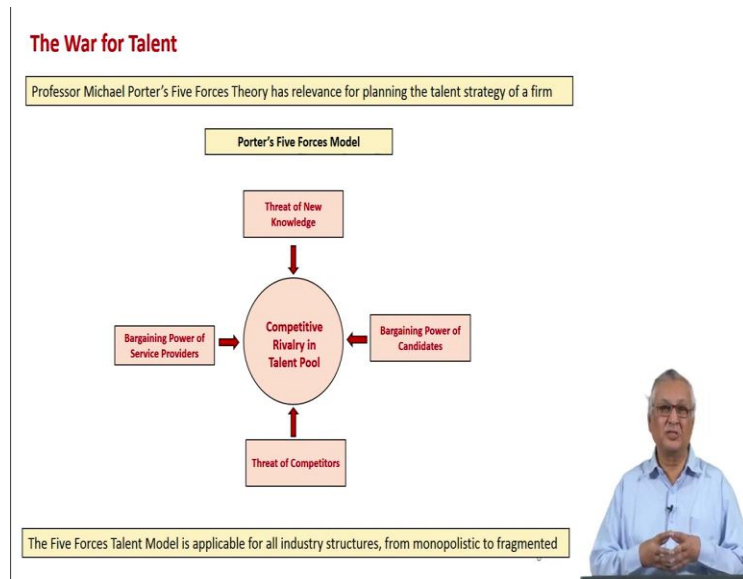 The War for Talent
Professor Michael Porter's Five Forces Theory has relevance for planning the talent strategy of a firm
Porter's Five Forces Model
Threat of New
Knowledge
Bargaining Power of
Service Providers
Competitive
Rivalry in
Talent Pool
Bargaining Power of
Candidates
Threat of Competitors
The Five Forces Talent Model is applicable for all industry structures, from monopolistic to fragmented